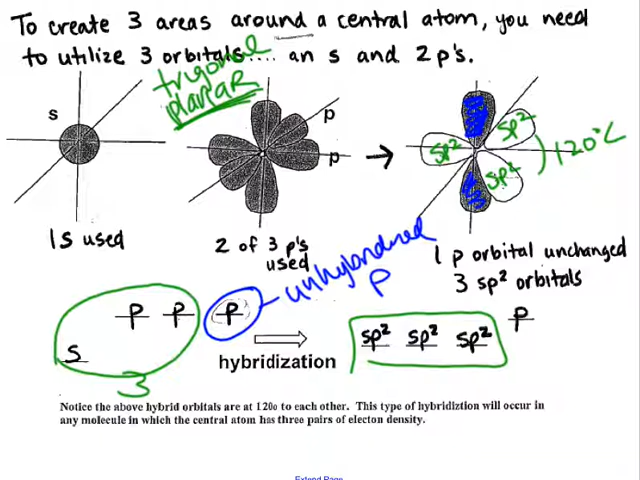 To create 3 areas around a central atom, you need
to utilize 3 orbitals.... an s and 2 p's.
trigonal
planar
s
p
p
sp²
sp²
sp²
120°C
1s used
2 of 3 p's
used
1 p orbital unchanged
3 sp² orbitals
unhybridized
p
p p p
s
3
hybridization
sp² sp² sp² p
Notice the above hybrid orbitals are at 120o to each other. This type of hybridiztion will occur in
any molecule in which the central atom has three pairs of electon density.
Extend Page